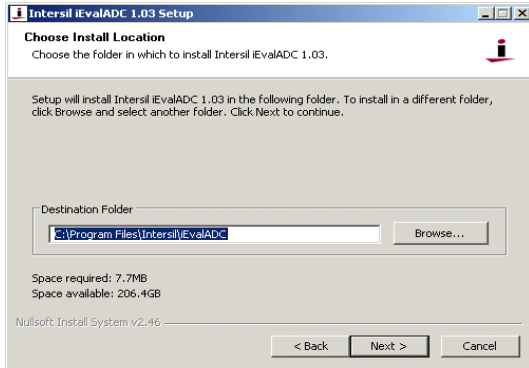 Intersil iEvalADC 1.03 Setup
Choose Install Location
Choose the folder in which to install Intersil iEvalADC 1.03.
Setup will install Intersil iEvalADC 1.03 in the following folder. To install in a different folder,
click Browse and select another folder. Click Next to continue.
Destination Folder
C:\Program Files\Intersil\iEvalADC
Browse...
Space required: 7.7MB
Space available: 206.4GB
Nullsoft Install System v2.46
< Back
Next >
Cancel